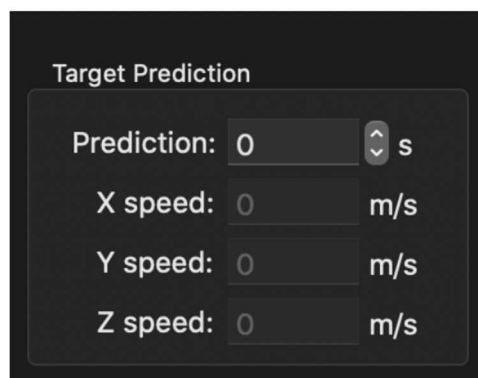 Target Prediction
Prediction: 0 s
X speed: 0 m/s
Y speed: 0 m/s
Z speed: 0 m/s